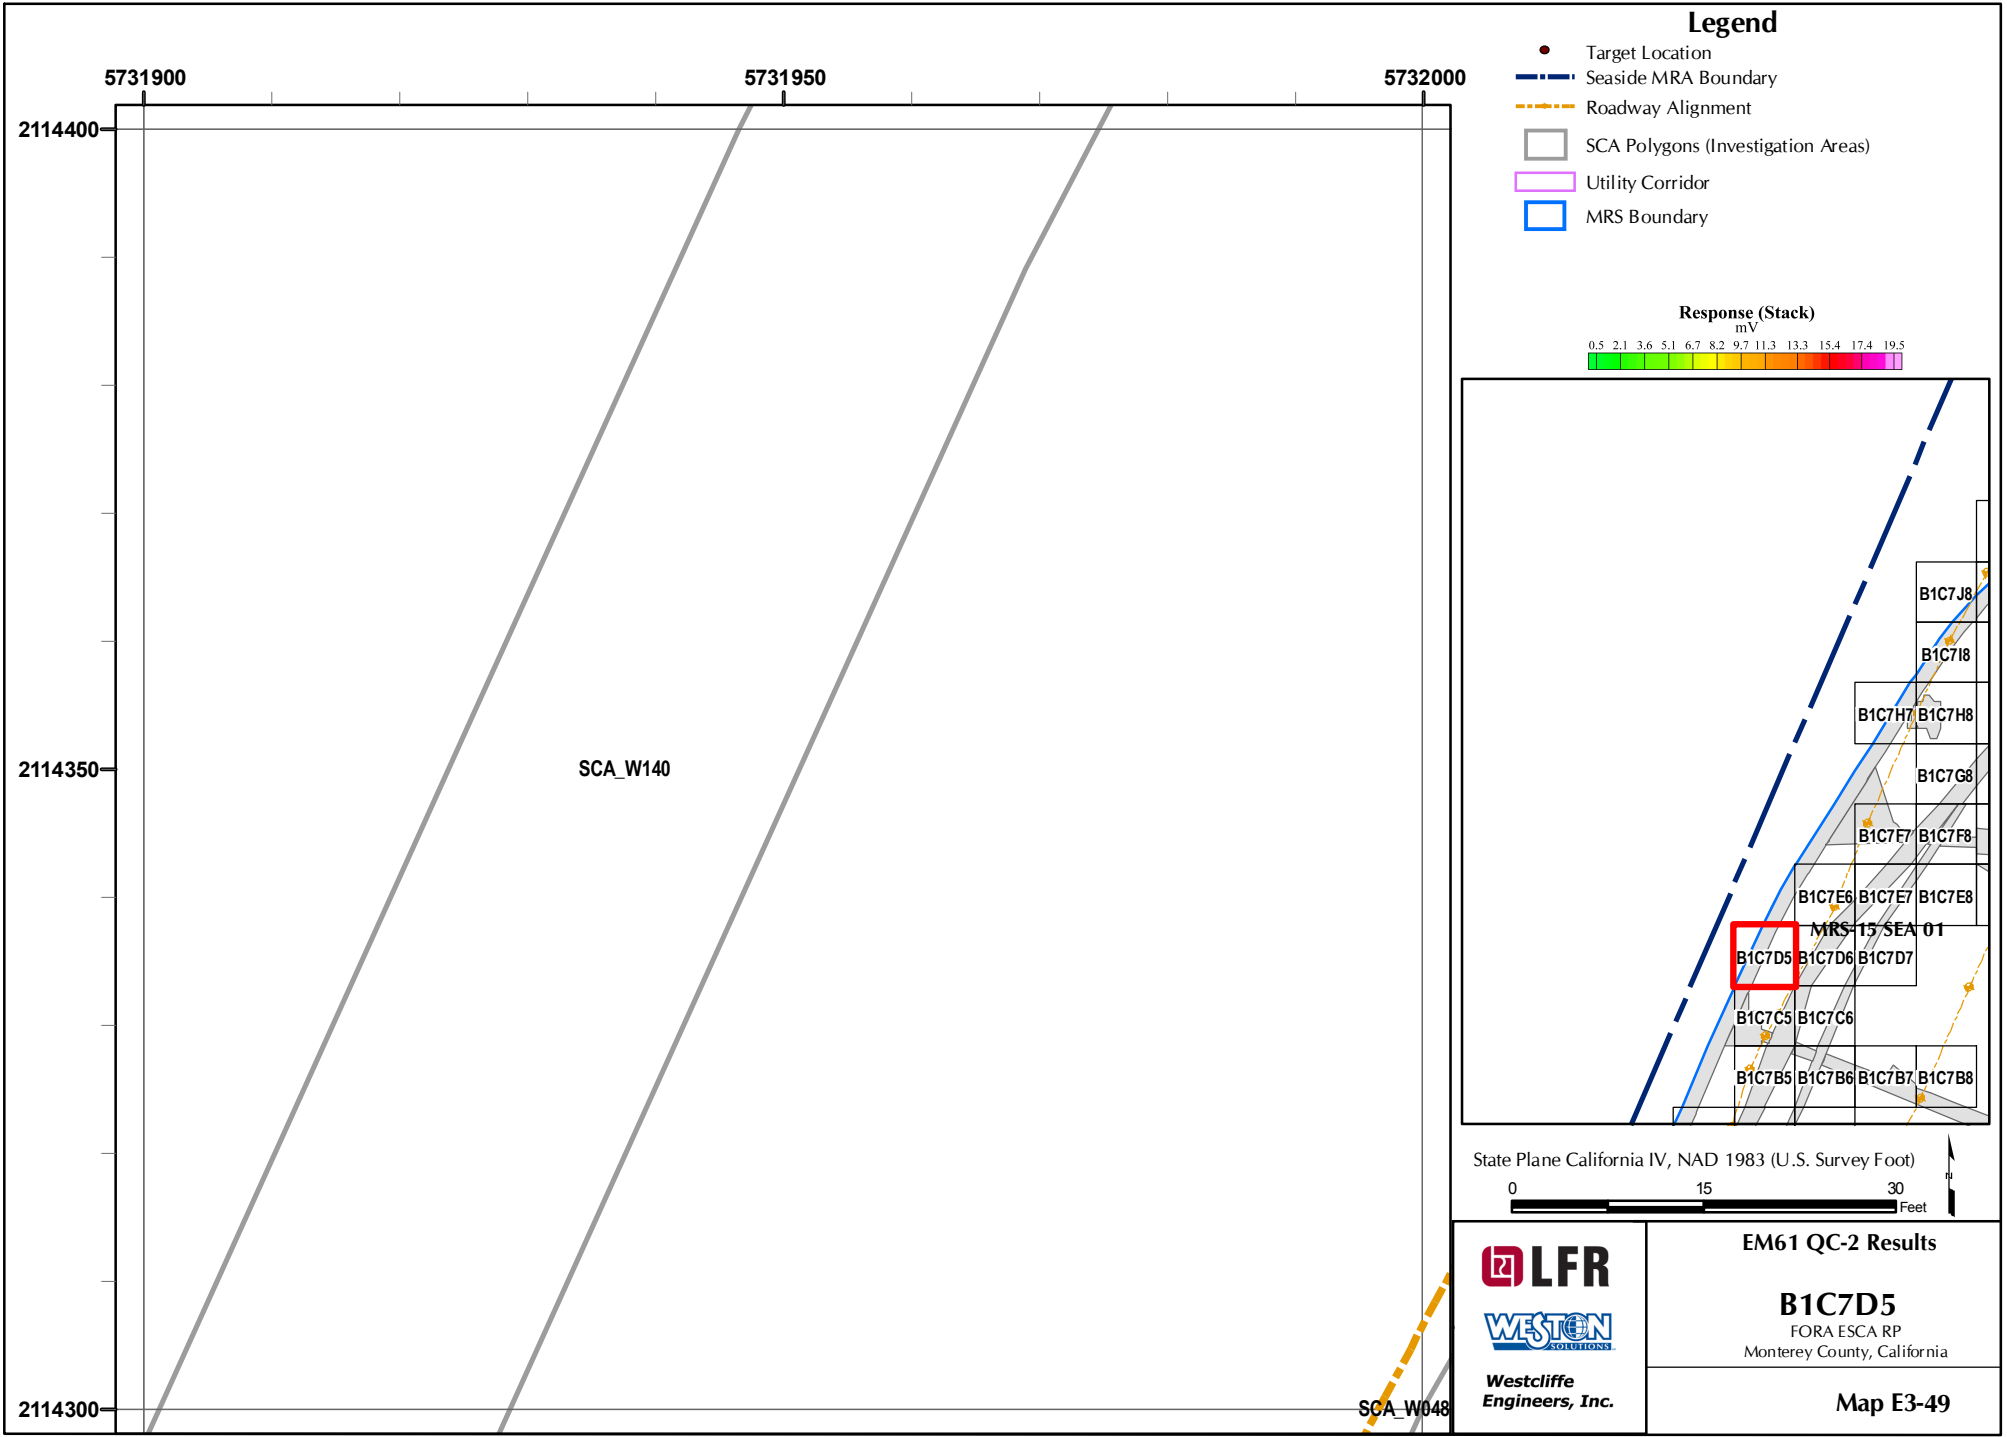 Legend
Target Location
Seaside MRA Boundary
Roadway Alignment
SCA Polygons (Investigation Areas)
Utility Corridor
MRS Boundary
5731900 5731950 5732000
2114400
2114350
2114300
SCA_W140
SCA_W048
Response (Stack)
mV
0.5 2.1 3.6 5.1 6.7 8.2 9.7 11.3 13.3 15.4 17.4 19.5
B1C7J8
B1C7I8
B1C7H7 B1C7H8
B1C7G8
B1C7F7 B1C7F8
B1C7E6 B1C7E7 B1C7E8
MRS-15 SEA 01
B1C7D5 B1C7D6 B1C7D7
B1C7C5 B1C7C6
B1C7B5 B1C7B6 B1C7B7 B1C7B8
State Plane California IV, NAD 1983 (U.S. Survey Foot)
0 15 30
Feet
N
LFR
WESTON
SOLUTIONS
Westcliffe
Engineers, Inc.
EM61 QC-2 Results
B1C7D5
FORA ESCA RP
Monterey County, California
Map E3-49